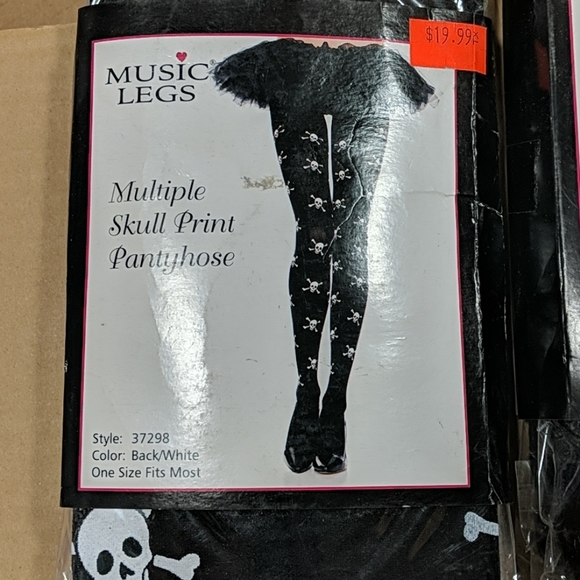 $19.99
MUSIC
LEGS
Multiple
Skull Print
Pantyhose
Style: 37298
Color: Back/White
One Size Fits Most